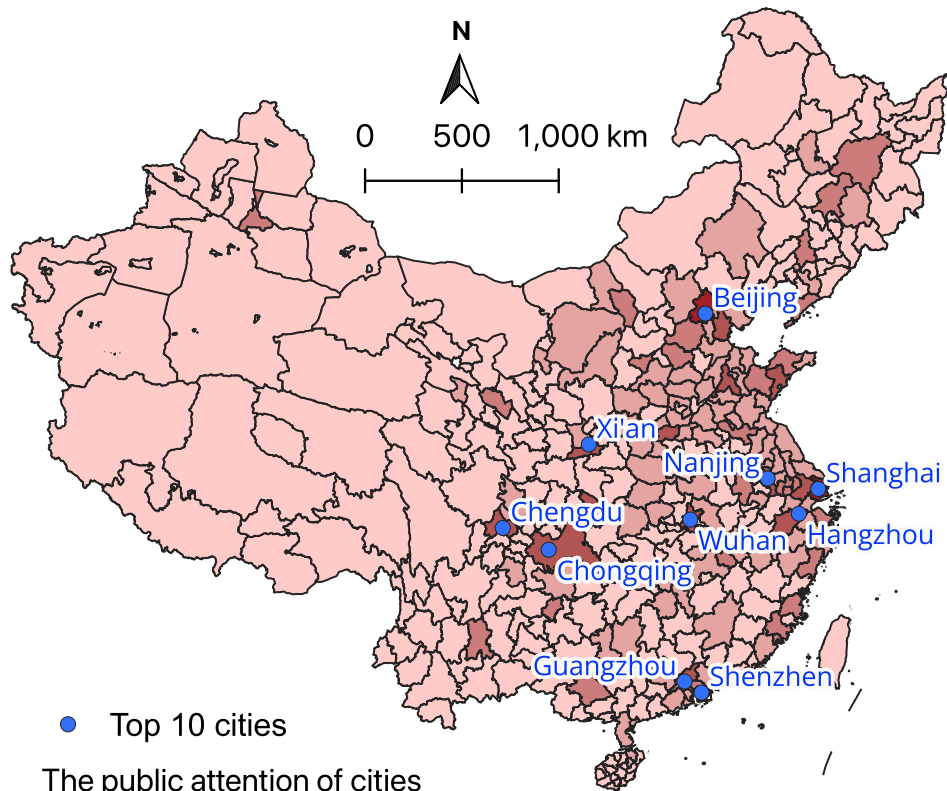 N
0 500 1,000 km
Beijing
Xi'an
Nanjing
Shanghai
Chengdu
Wuhan
Hangzhou
Chongqing
Guangzhou
Shenzhen
Top 10 cities
The public attention of cities